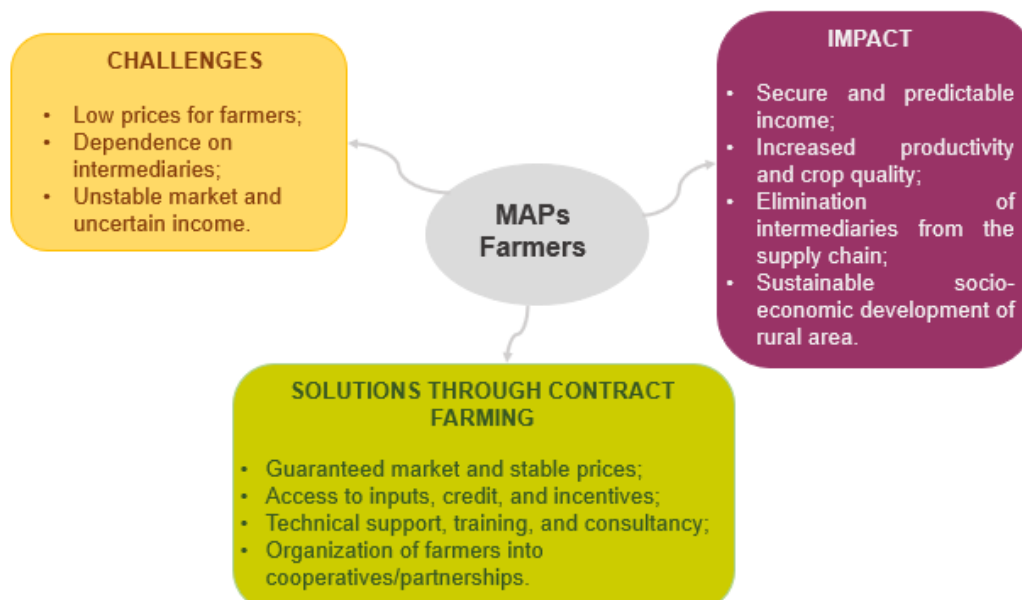 CHALLENGES
• Low prices for farmers;
• Dependence on
intermediaries;
• Unstable market and
uncertain income.
MAPs
Farmers
IMPACT
• Secure and predictable
income;
• Increased productivity
and crop quality;
• Elimination of
intermediaries from the
supply chain;
• Sustainable socio-
economic development of
rural area.
SOLUTIONS THROUGH CONTRACT
FARMING
• Guaranteed market and stable prices;
• Access to inputs, credit, and incentives;
• Technical support, training, and consultancy;
• Organization of farmers into
cooperatives/partnerships.